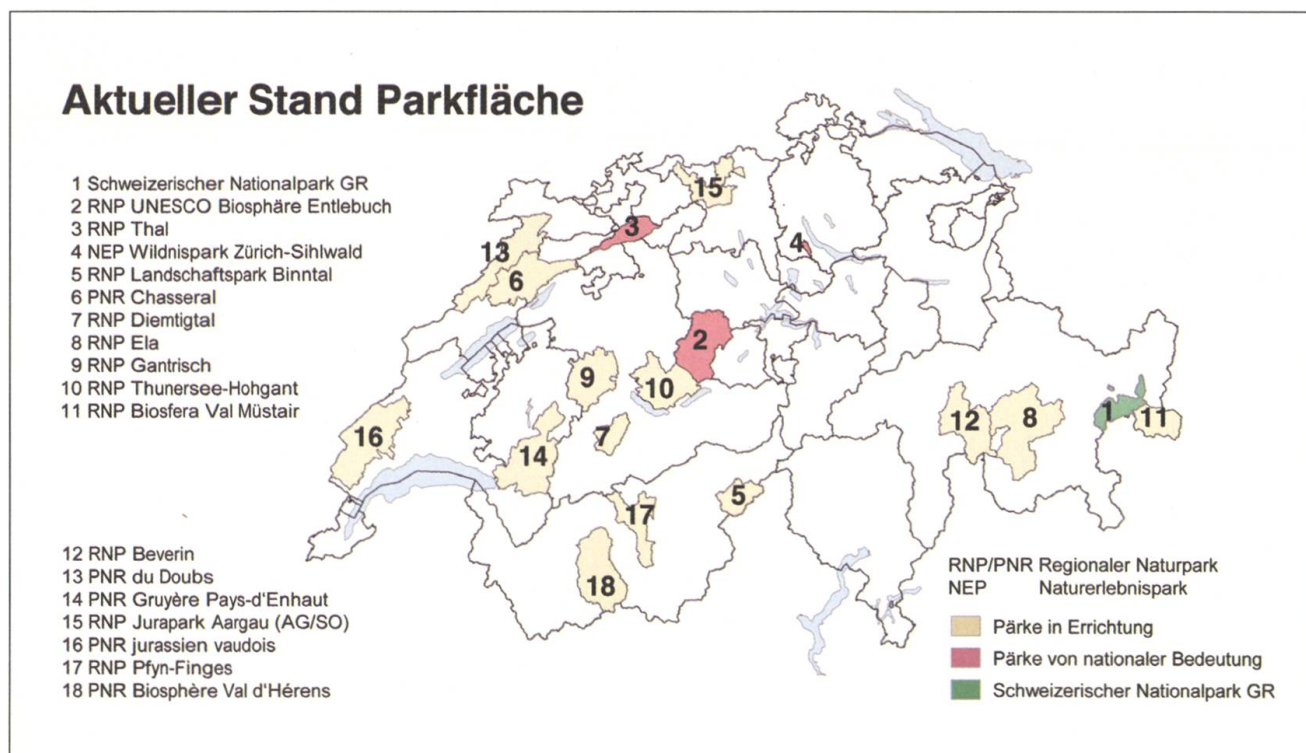 Aktueller Stand Parkfläche
1 Schweizerischer Nationalpark GR
2 RNP UNESCO Biosphäre Entlebuch
3 RNP Thal
4 NEP Wildnispark Zürich-Sihlwald
5 RNP Landschaftspark Binntal
6 PNR Chasseral
7 RNP Diemtigtal
8 RNP Ela
9 RNP Gantrisch
10 RNP Thunersee-Hohgant
11 RNP Biosfera Val Müstair
12 RNP Beverin
13 PNR du Doubs
14 PNR Gruyère Pays-d'Enhaut
15 RNP Jurapark Aargau (AG/SO)
16 PNR jurassien vaudois
17 RNP Pfyn-Finges
18 PNR Biosphère Val d'Hérens
15
3
13
4
6
2
9
10
1
12
8
11
16
7
14
5
17
18
RNP/PNR Regionaler Naturpark
NEP Naturerlebnispark
Pärke in Errichtung
Pärke von nationaler Bedeutung
Schweizerischer Nationalpark GR